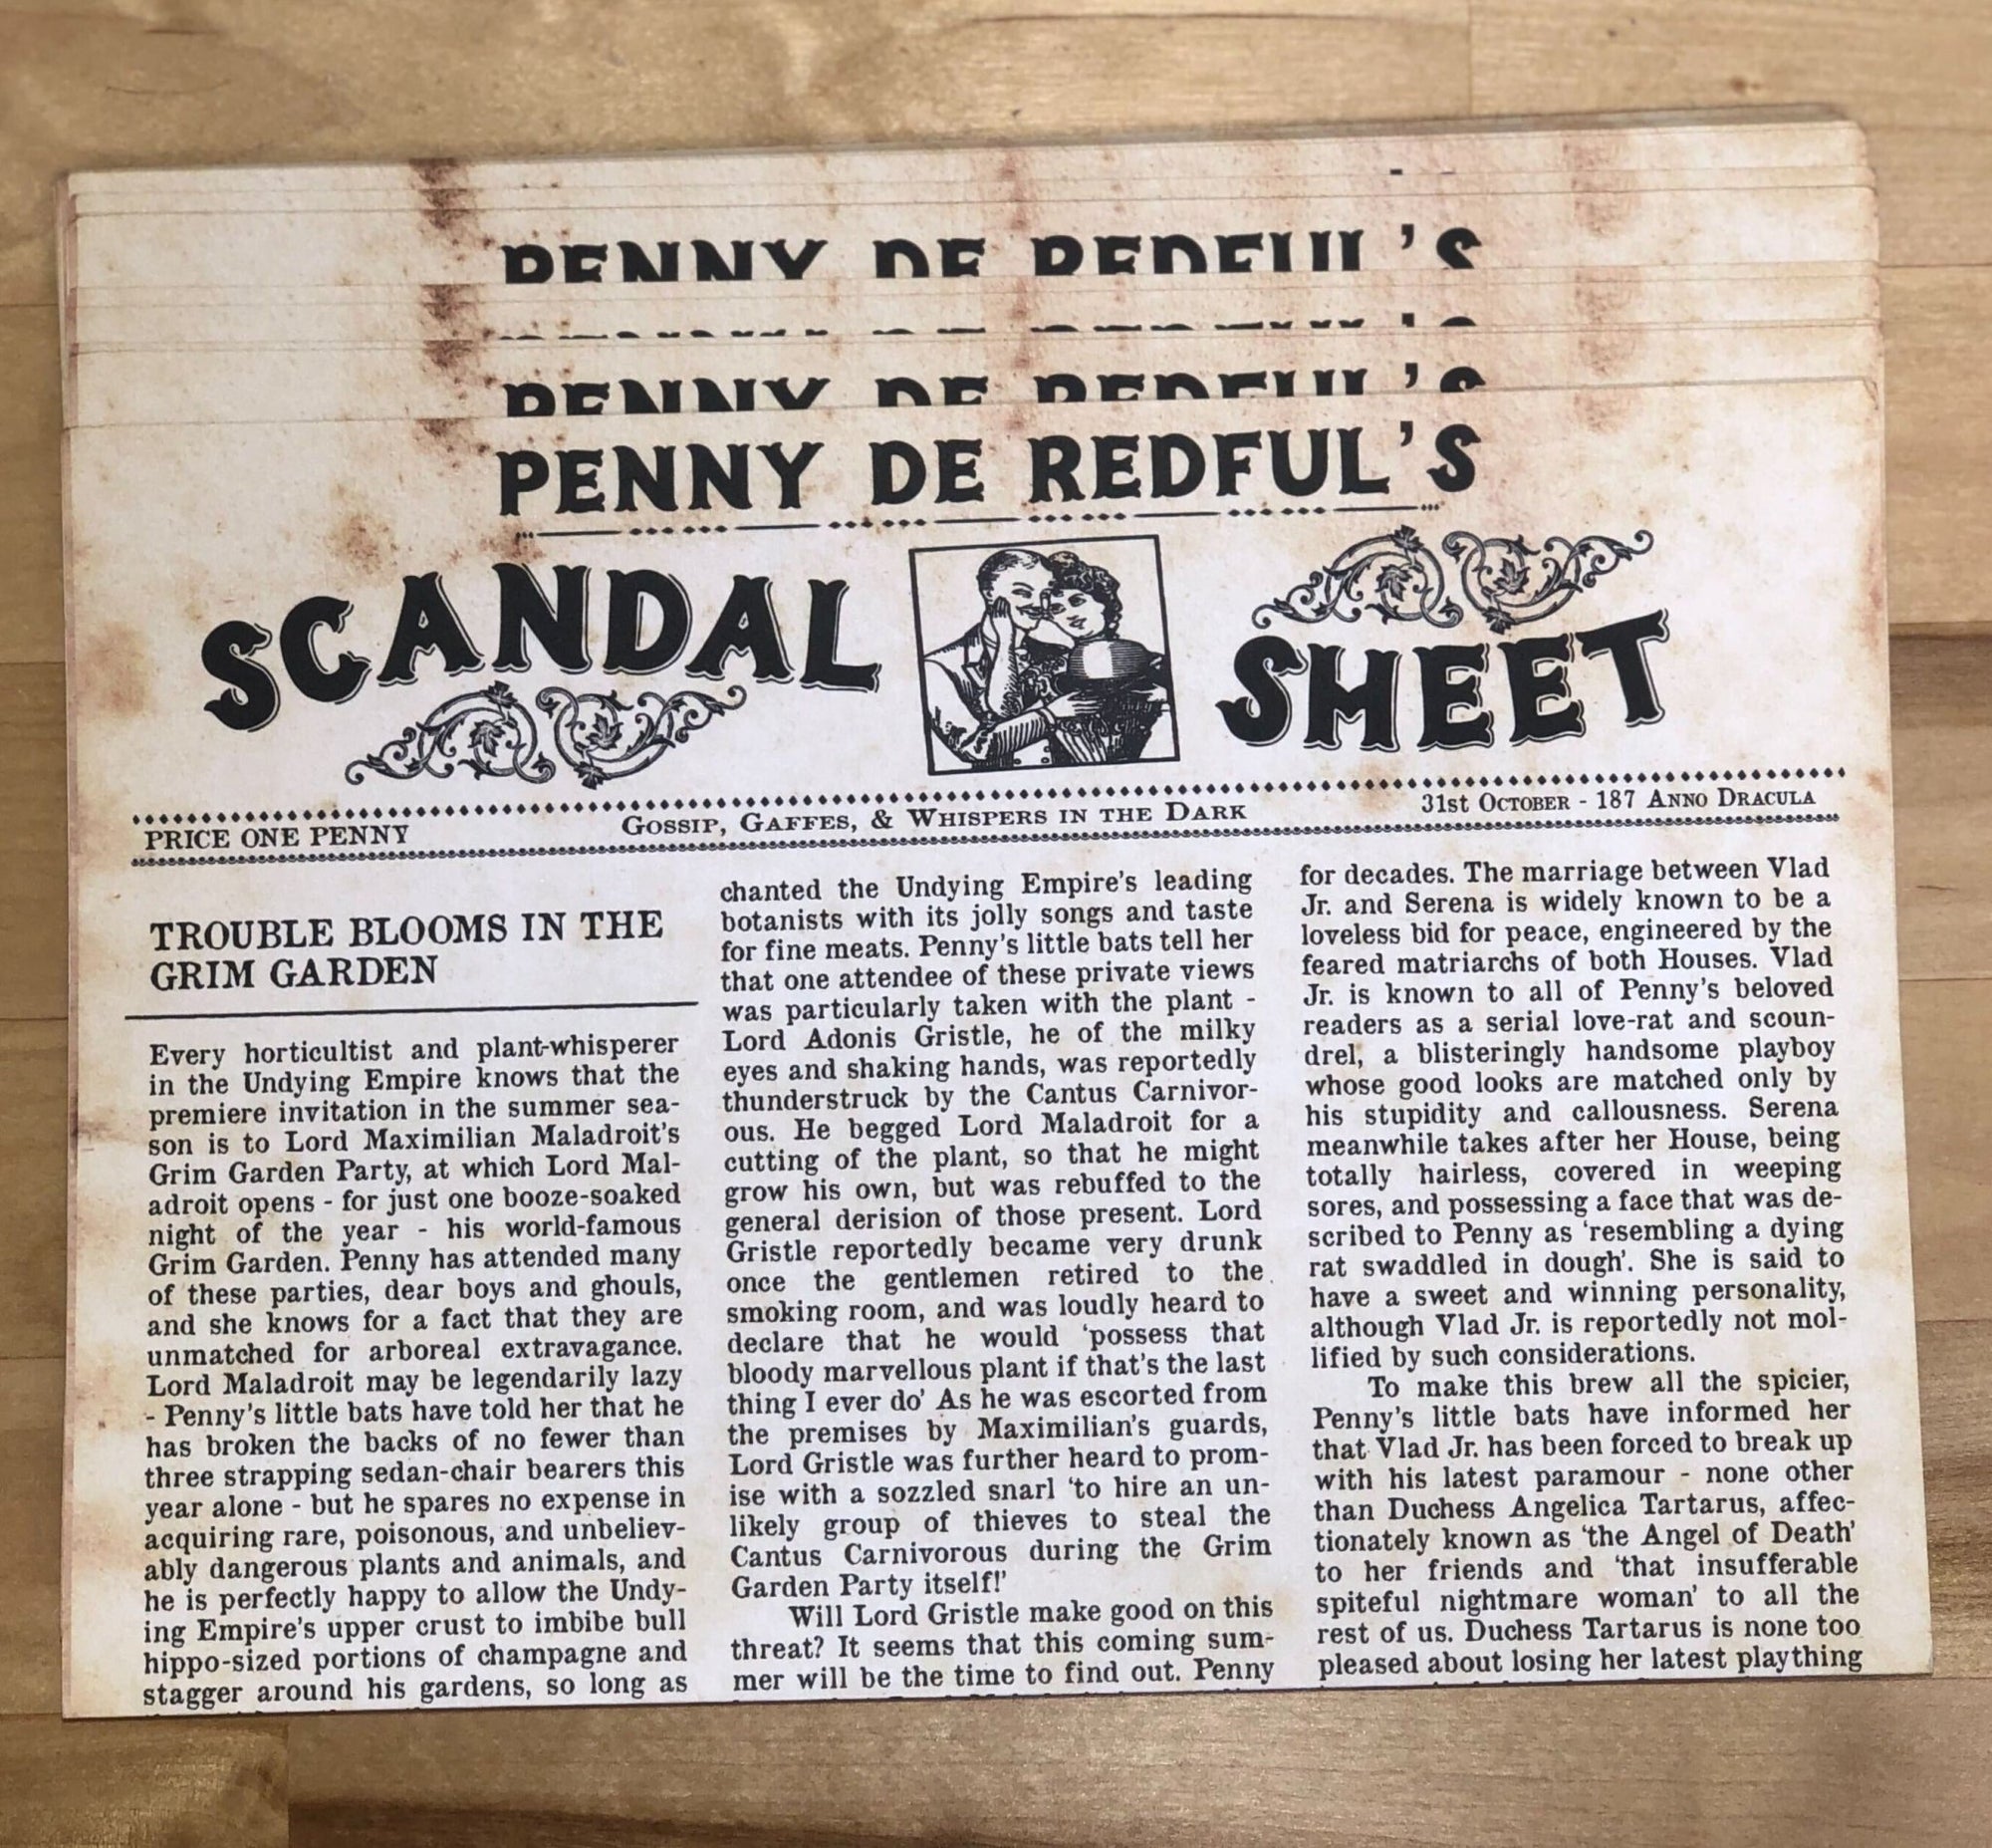 PENNY DE REDFUL'S
PENNY DE REDFUL'S
PENNY DE REDFUL'S
SCANDAL SHEET
PRICE ONE PENNY
GOSSIP, GAFFES, & WHISPERS IN THE DARK
31st OCTOBER - 187 ANNO DRACULA
TROUBLE BLOOMS IN THE
GRIM GARDEN
Every horticultist and plant-whisperer
in the Undying Empire knows that the
premiere invitation in the summer sea-
son is to Lord Maximilian Maladroit's
Grim Garden Party, at which Lord Mal-
adroit opens - for just one booze-soaked
night of the year - his world-famous
Grim Garden. Penny has attended many
of these parties, dear boys and ghouls,
and she knows for a fact that they are
unmatched for arboreal extravagance.
Lord Maladroit may be legendarily lazy
- Penny's little bats have told her that he
has broken the backs of no fewer than
three strapping sedan-chair bearers this
year alone - but he spares no expense in
acquiring rare, poisonous, and unbeliev-
ably dangerous plants and animals, and
he is perfectly happy to allow the Undy-
ing Empire's upper crust to imbibe bull
hippo-sized portions of champagne and
stagger around his gardens, so long as
chanted the Undying Empire's leading
botanists with its jolly songs and taste
for fine meats. Penny's little bats tell her
that one attendee of these private views
was particularly taken with the plant -
Lord Adonis Gristle, he of the milky
eyes and shaking hands, was reportedly
thunderstruck by the Cantus Carnivor-
ous. He begged Lord Maladroit for a
cutting of the plant, so that he might
grow his own, but was rebuffed to the
general derision of those present. Lord
Gristle reportedly became very drunk
once the gentlemen retired to the
smoking room, and was loudly heard to
declare that he would 'possess that
bloody marvellous plant if that's the last
thing I ever do' As he was escorted from
the premises by Maximilian's guards,
Lord Gristle was further heard to prom-
ise with a sozzled snarl 'to hire an un-
likely group of thieves to steal the
Cantus Carnivorous during the Grim
Garden Party itself!'
Will Lord Gristle make good on this
threat? It seems that this coming sum-
mer will be the time to find out. Penny
for decades. The marriage between Vlad
Jr. and Serena is widely known to be a
loveless bid for peace, engineered by the
feared matriarchs of both Houses. Vlad
Jr. is known to all of Penny's beloved
readers as a serial love-rat and scoun-
drel, a blisteringly handsome playboy
whose good looks are matched only by
his stupidity and callousness. Serena
meanwhile takes after her House, being
totally hairless, covered in weeping
sores, and possessing a face that was de-
scribed to Penny as 'resembling a dying
rat swaddled in dough'. She is said to
have a sweet and winning personality,
although Vlad Jr. is reportedly not mol-
lified by such considerations.
To make this brew all the spicier,
Penny's little bats have informed her
that Vlad Jr. has been forced to break up
with his latest paramour - none other
than Duchess Angelica Tartarus, affec-
tionately known as 'the Angel of Death'
to her friends and 'that insufferable
spiteful nightmare woman' to all the
rest of us. Duchess Tartarus is none too
pleased about losing her latest plaything